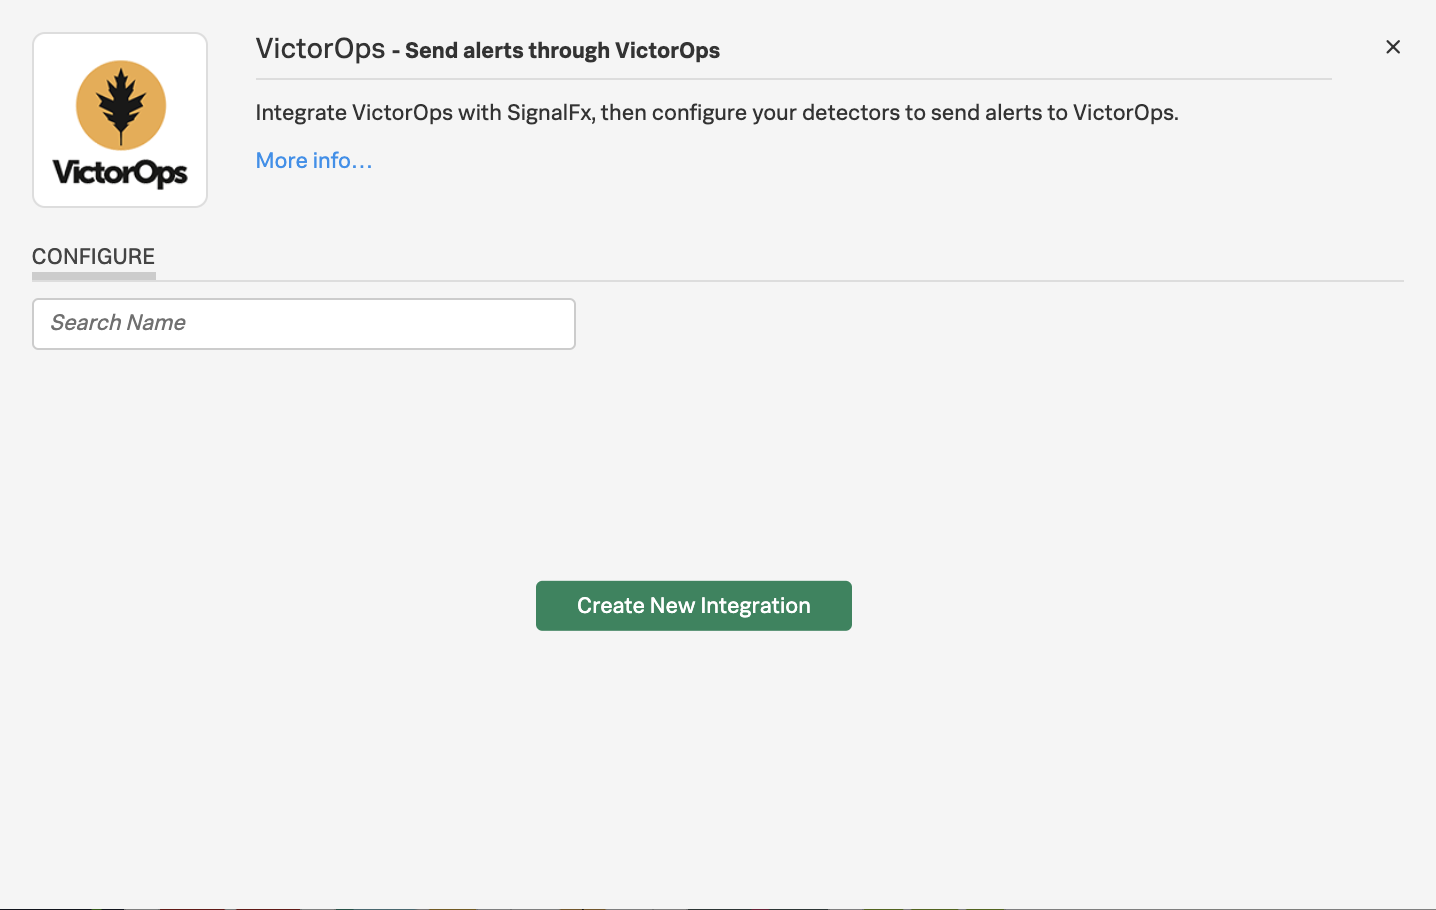 VictorOps - Send alerts through VictorOps
Integrate VictorOps with SignalFx, then configure your detectors to send alerts to VictorOps.
More info...
VictorOps
CONFIGURE
Search Name
Create New Integration